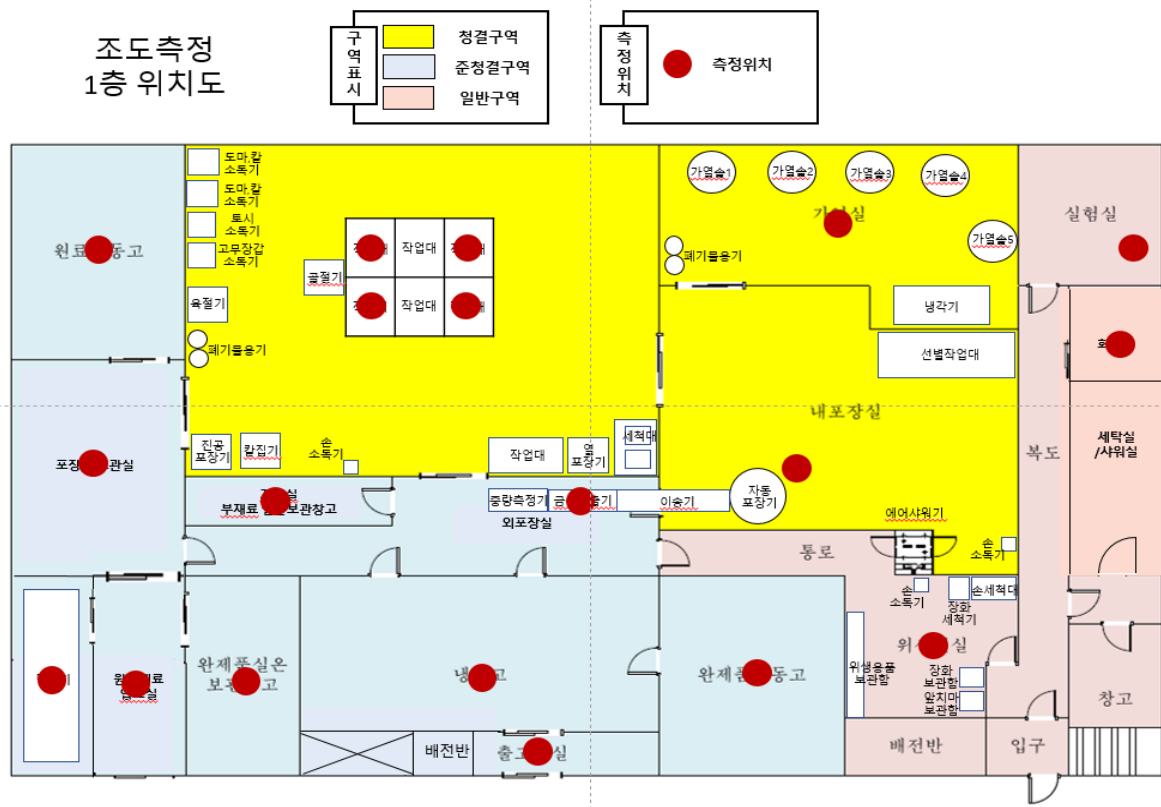 조도측정
1층 위치도
구역표시
청결구역
준청결구역
일반구역
측정위치
측정위치
도마,칼
소독기
도마,칼
소독기
토시
소독기
고무장갑
소독기
육절기
폐기물용기
골절기
작업대
작업대
진공
포장기
칼집기
손
소독기
작업대
열
포장기
세척대
가열솥1
가열솥2
가열솥3
가열솥4
가열솥5
폐기물용기
냉각기
선별작업대
내포장실
자동
포장기
에어샤워기
손
소독기
실험실
복도
세탁실
/샤워실
중량측정기
이송기
외포장실
부재료
통로
손
소독기
장화
세척기
손세척대
위생용품
보관함
장화
보관함
앞치마
보관함
완제품실온
배전반
배전반
입구
창고